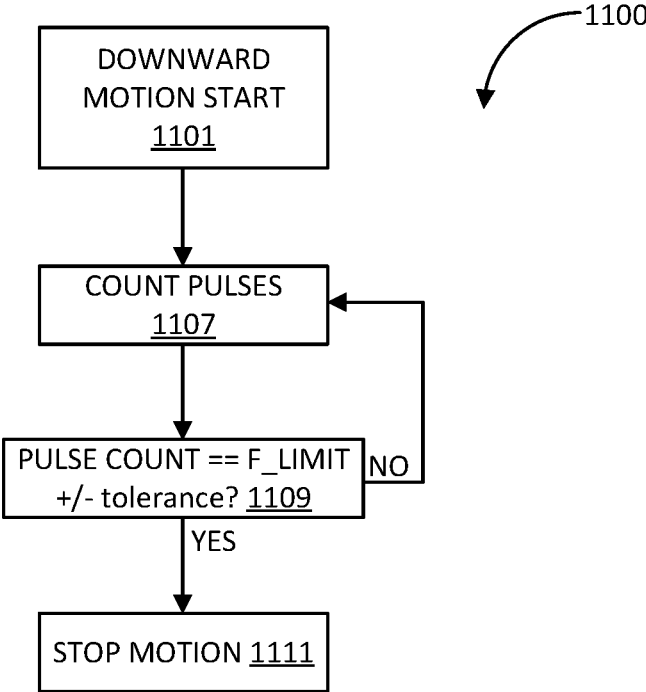 1100
DOWNWARD
MOTION START
1101
COUNT PULSES
1107
PULSE COUNT == F_LIMIT
+/- tolerance? 1109
NO
YES
STOP MOTION 1111